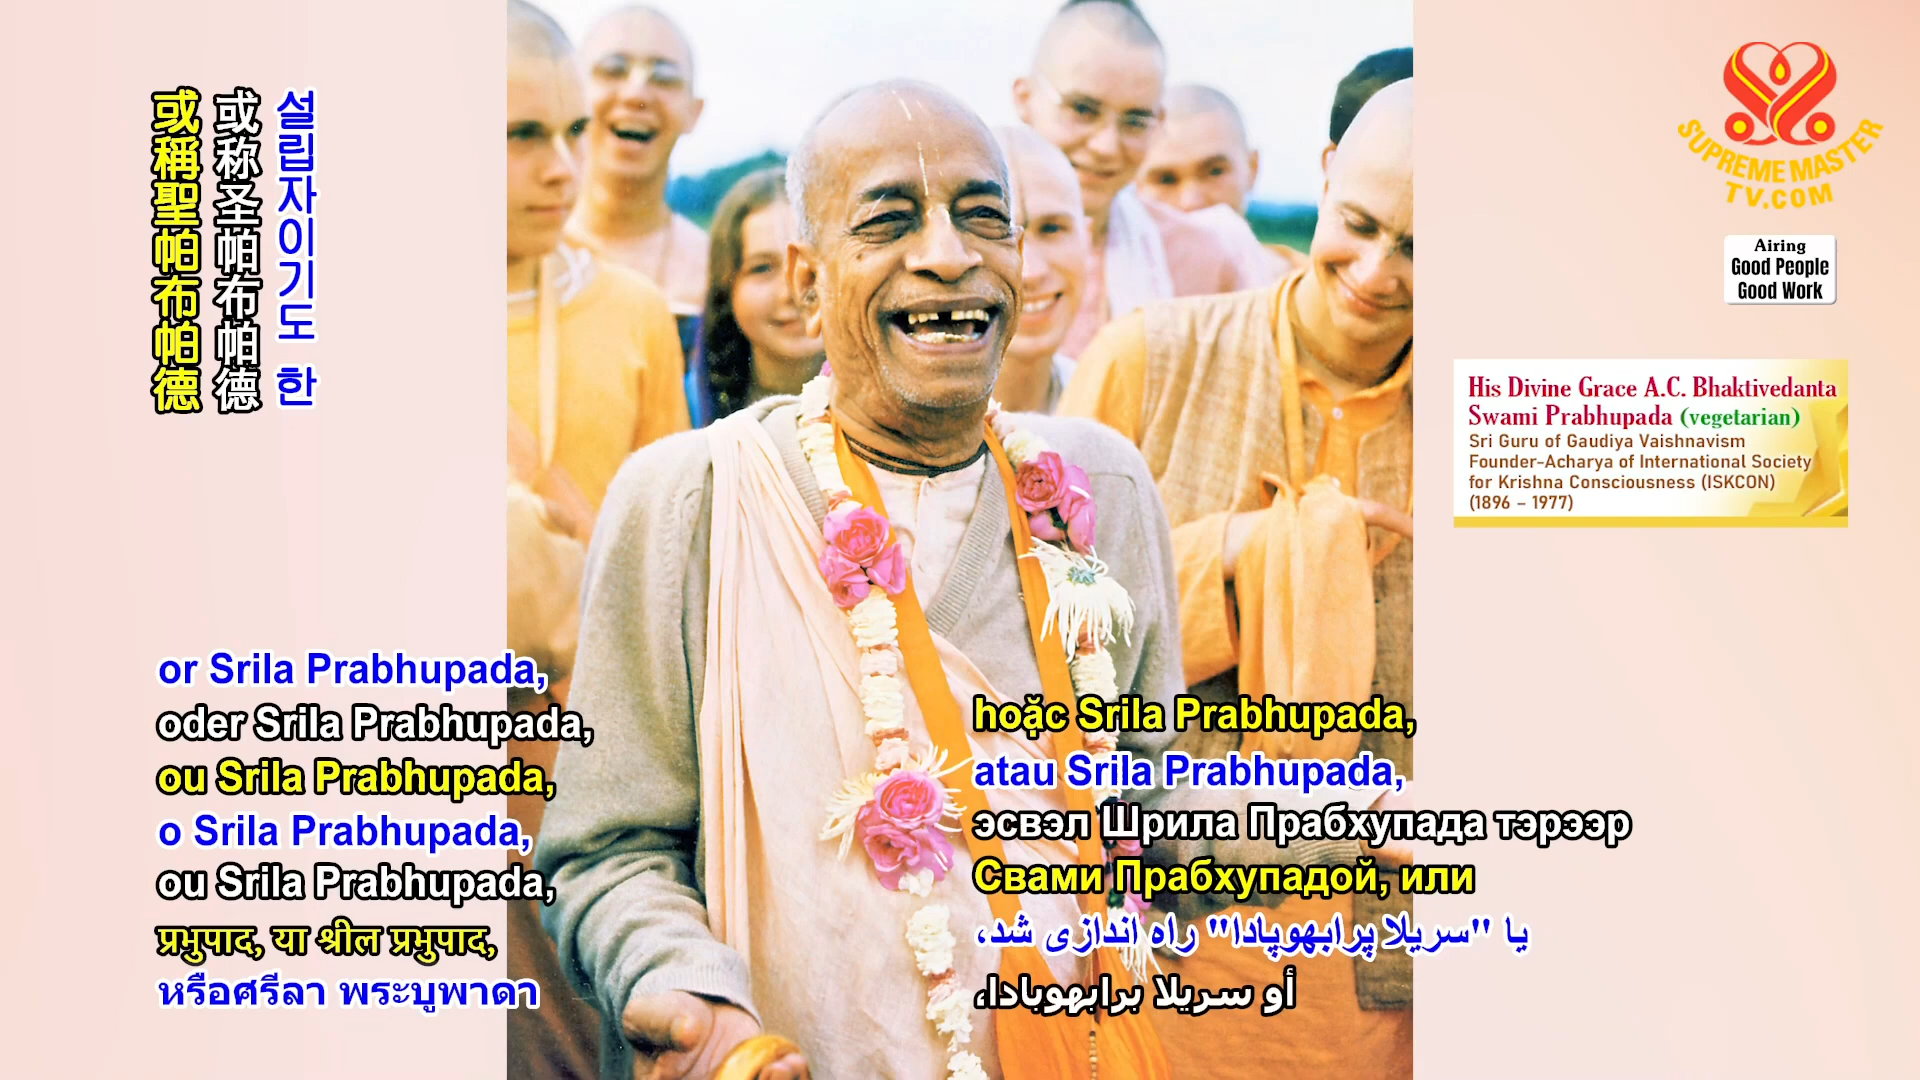 설립자이기도 한
或称圣帕布帕德
或稱聖帕布帕德
SUPREME MASTER
TV.COM
Airing
Good People
Good Work
His Divine Grace A.C. Bhaktivedanta
Swami Prabhupada (vegetarian)
Sri Guru of Gaudiya Vaishnavism
Founder-Acharya of International Society
for Krishna Consciousness (ISKCON)
(1896 – 1977)
or Srila Prabhupada,
oder Srila Prabhupada,
ou Srila Prabhupada,
o Srila Prabhupada,
ou Srila Prabhupada,
प्रभुपाद, या श्रील प्रभुपाद,
หรือศรีลา พระบูพาดา
hoặc Srila Prabhupada,
atau Srila Prabhupada,
эсвэл Шрила Прабхупада тэрээр
Свами Прабхупадой, или
یا "سریلا پرابهوپادا" راه اندازی شد،
أو سريلا برابهوبادا،